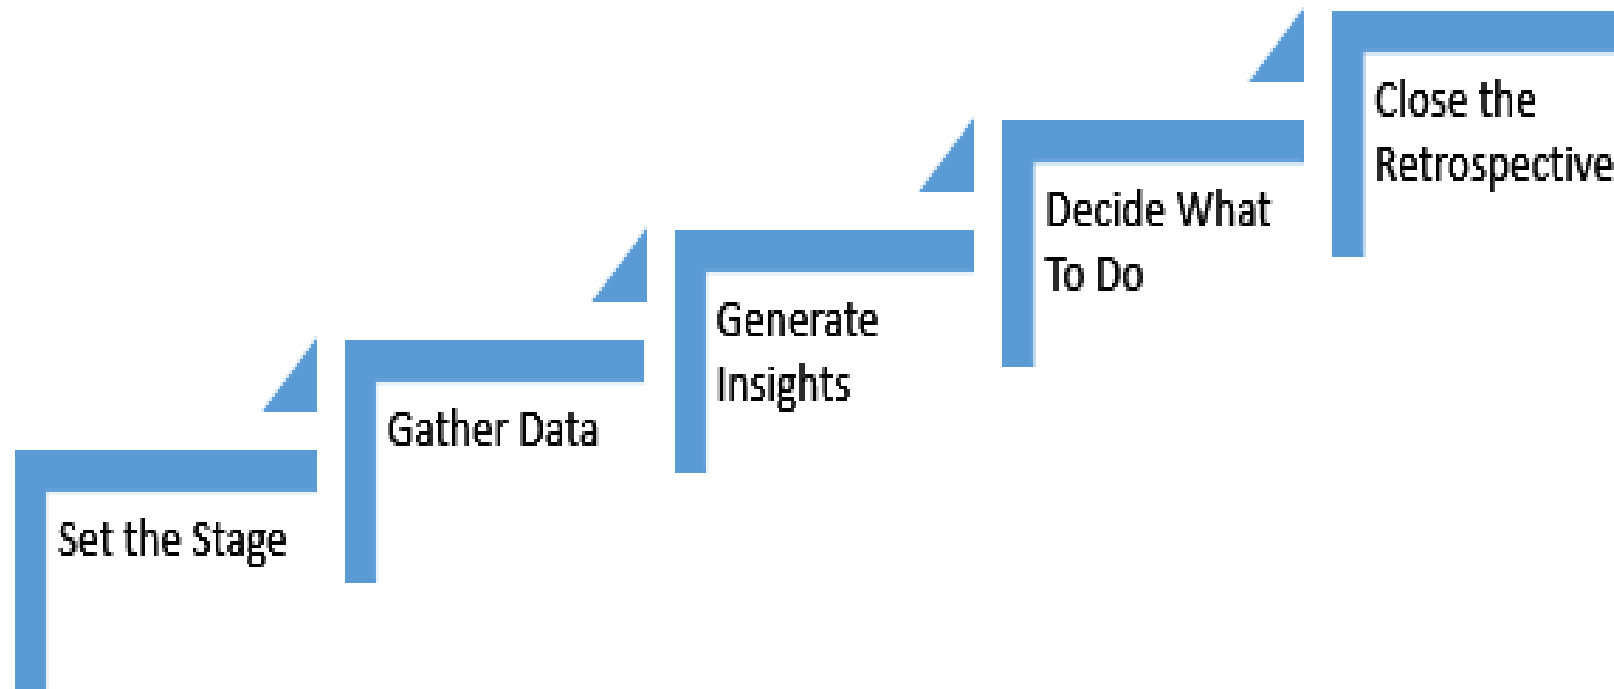 Set the Stage
Gather Data
Generate
Insights
Decide What
To Do
Close the
Retrospective